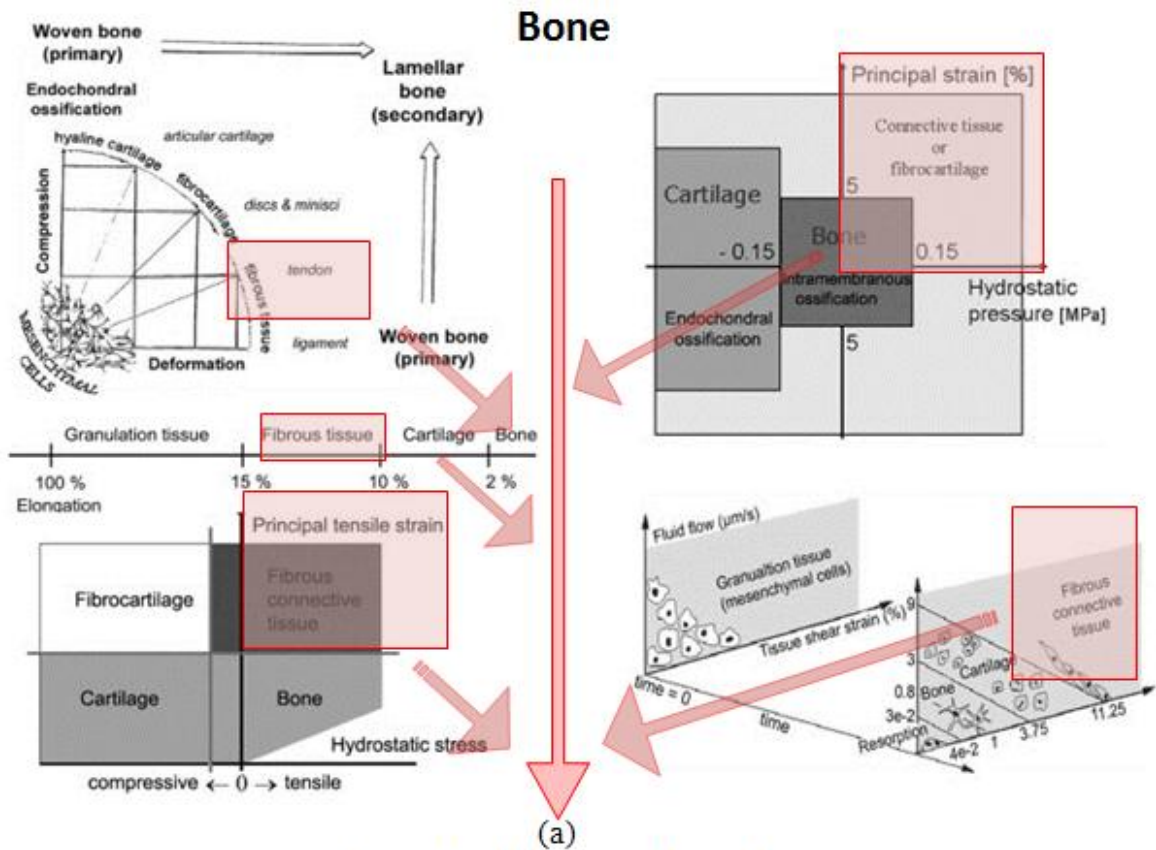 Bone
Woven bone
(primary)
Lamellar
bone
(secondary)
Endochondral
ossification
articular cartilage
hyaline cartilage
fibrocartilage
discs & minisci
tendon
fibrous tissue
ligament
Compression
Deformation
MESENCHYMAL
CELLS
Woven bone
(primary)
Principal strain [%]
Connective tissue
or
fibrocartilage
5
Cartilage
Bone
- 0.15
0.15
Intramembranous
ossification
Hydrostatic
pressure [MPa]
Endochondral
ossification
5
Granulation tissue
Fibrous tissue
Cartilage
Bone
100 %
15 %
10 %
2 %
Elongation
Principal tensile strain
Fibrocartilage
Fibrous
connective
tissue
Cartilage
Bone
Hydrostatic stress
compressive ← 0 → tensile
Fluid flow (μm/s)
Granualtion tissue
(mesenchymal cells)
Tissue shear strain (%)
time = 0
time
9
3
0.8
3e-2
Fibrous
connective
tissue
Cartilage
Bone
Resorption
4e-2
1
3.75
11.25
(a)